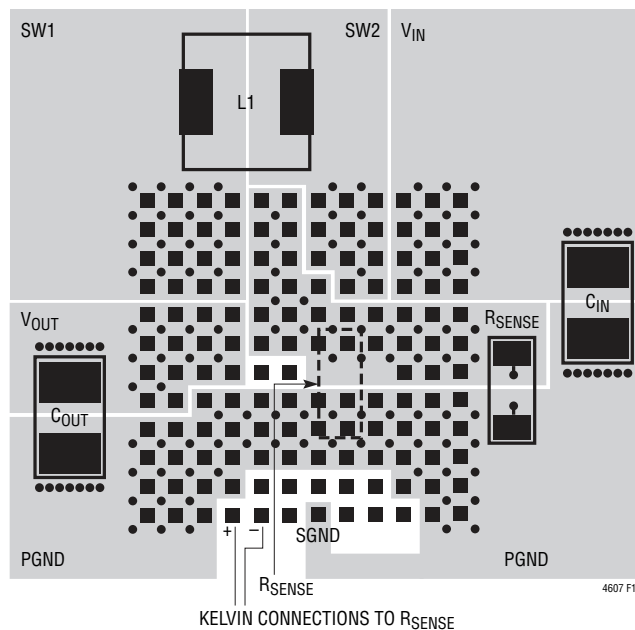 SW1
SW2
VIN
L1
VOUT
RSENSE
CIN
COUT
+ −
SGND
PGND
PGND
RSENSE
4607 F1
KELVIN CONNECTIONS TO RSENSE